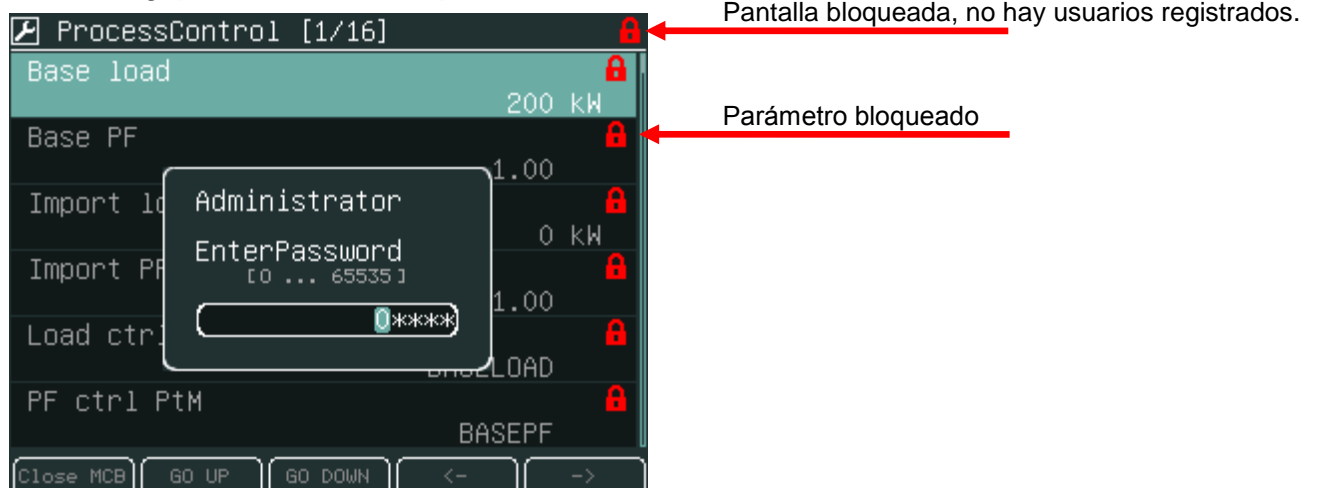 Pantalla bloqueada, no hay usuarios registrados.
ProcessControl [1/16]
Base load
200 kW
Parámetro bloqueado
Base PF
1.00
Administrator
Import
0 kW
EnterPassword
[0 ... 65535]
Import PF
1.00
0****
Load ctrl
BASELOAD
PF ctrl PtM
BASEPF
Close MCB GO UP GO DOWN <- ->